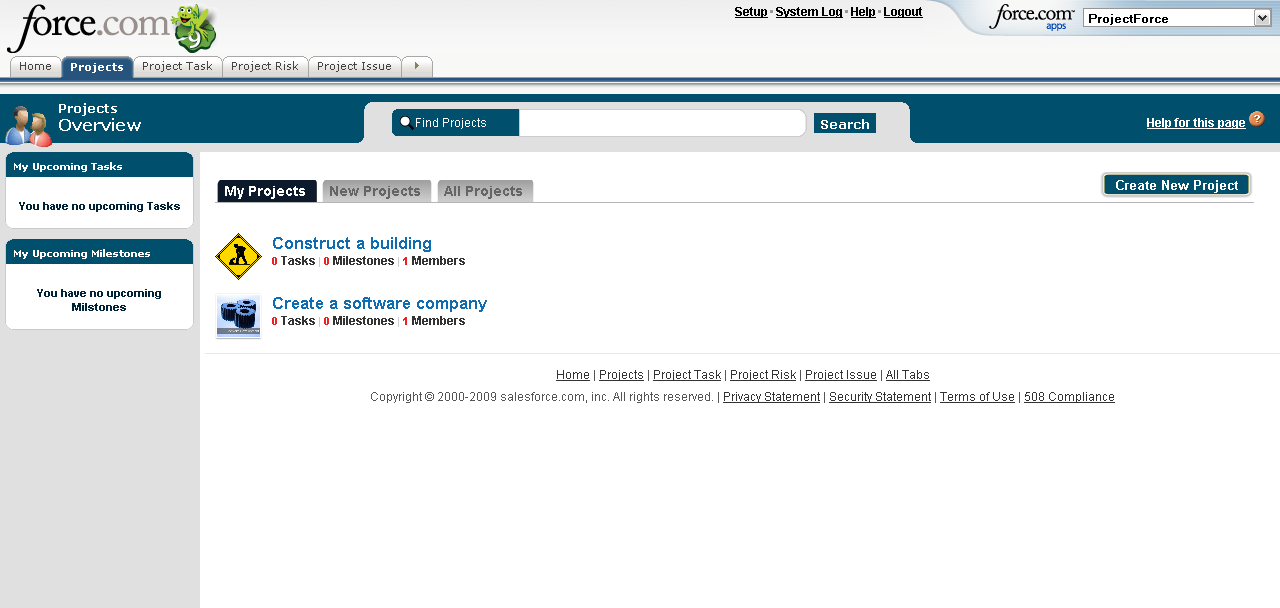 force.com
9
Setup · System Log · Help · Logout
force.com apps
ProjectForce
Home
Projects
Project Task
Project Risk
Project Issue
Projects
Overview
Find Projects
Search
Help for this page
?
My Upcoming Tasks
You have no upcoming Tasks
My Upcoming Milestones
You have no upcoming
Milstones
My Projects
New Projects
All Projects
Create New Project
Construct a building
0 Tasks | 0 Milestones | 1 Members
Create a software company
0 Tasks | 0 Milestones | 1 Members
Home | Projects | Project Task | Project Risk | Project Issue | All Tabs
Copyright © 2000-2009 salesforce.com, inc. All rights reserved. | Privacy Statement | Security Statement | Terms of Use | 508 Compliance